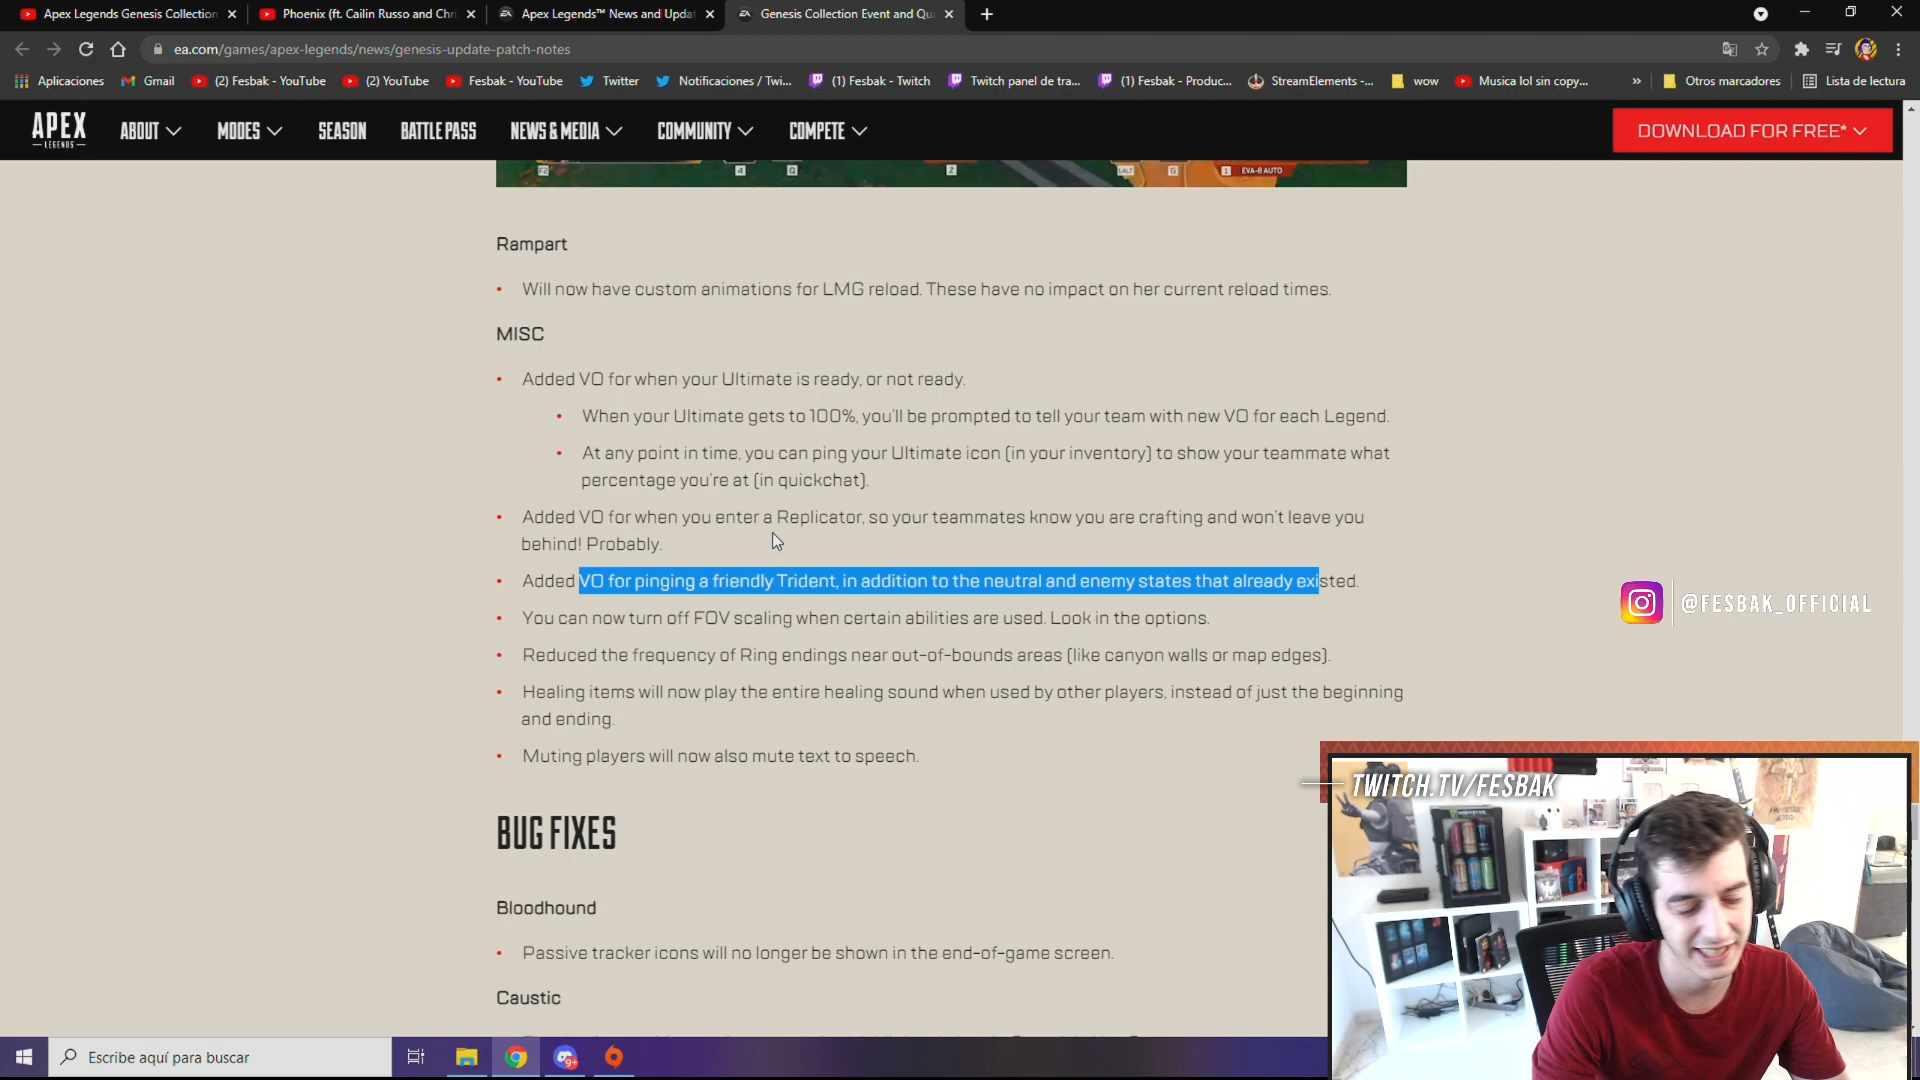 Apex Legends Genesis Collection
Phoenix (ft. Cailin Russo and Chri
Apex Legends™ News and Upda
Genesis Collection Event and Qu
ea.com/games/apex-legends/news/genesis-update-patch-notes
Aplicaciones
Gmail
(2) Fesbak - YouTube
(2) YouTube
Fesbak - YouTube
Twitter
Notificaciones / Twi...
(1) Fesbak - Twitch
Twitch panel de tra...
(1) Fesbak - Produc...
StreamElements -...
wow
Musica lol sin copy...
»
Otros marcadores
Lista de lectura
APEX
LEGENDS
ABOUT
MODES
SEASON
BATTLE PASS
NEWS & MEDIA
COMMUNITY
COMPETE
DOWNLOAD FOR FREE*
4
Q
Z
G
1 EVA-8 AUTO
Rampart
• Will now have custom animations for LMG reload. These have no impact on her current reload times.
MISC
• Added VO for when your Ultimate is ready, or not ready.
• When your Ultimate gets to 100%, you'll be prompted to tell your team with new VO for each Legend.
• At any point in time, you can ping your Ultimate icon (in your inventory) to show your teammate what
percentage you're at (in quickchat).
• Added VO for when you enter a Replicator, so your teammates know you are crafting and won't leave you
behind! Probably.
• Added VO for pinging a friendly Trident, in addition to the neutral and enemy states that already existed.
• You can now turn off FOV scaling when certain abilities are used. Look in the options.
• Reduced the frequency of Ring endings near out-of-bounds areas (like canyon walls or map edges).
• Healing items will now play the entire healing sound when used by other players, instead of just the beginning
and ending.
• Muting players will now also mute text to speech.
BUG FIXES
Bloodhound
• Passive tracker icons will no longer be shown in the end-of-game screen.
Caustic
@FESBAK_OFFICIAL
TWITCH.TV/FESBAK
Escribe aquí para buscar
9+